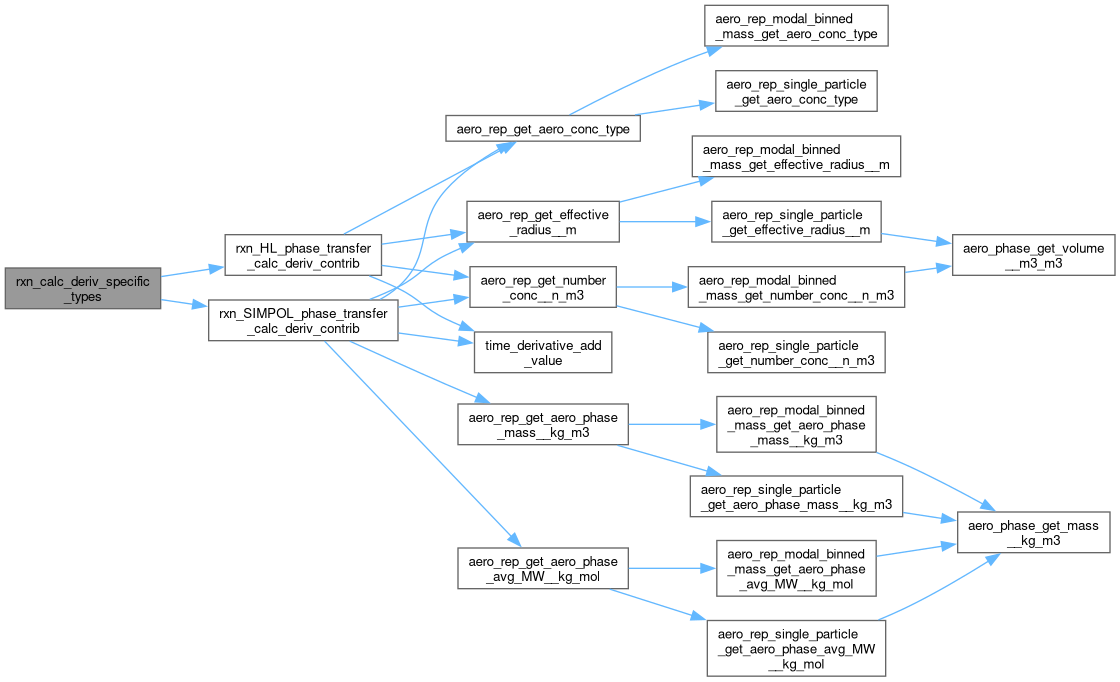 rxn_calc_deriv_specific
_types
rxn_HL_phase_transfer
_calc_deriv_contrib
rxn_SIMPOL_phase_transfer
_calc_deriv_contrib
aero_rep_get_aero_conc_type
aero_rep_get_effective
_radius__m
aero_rep_get_number
_conc__n_m3
time_derivative_add
_value
aero_rep_get_aero_phase
_mass__kg_m3
aero_rep_get_aero_phase
_avg_MW__kg_mol
aero_rep_modal_binned
_mass_get_aero_conc_type
aero_rep_single_particle
_get_aero_conc_type
aero_rep_modal_binned
_mass_get_effective_radius__m
aero_rep_single_particle
_get_effective_radius__m
aero_rep_modal_binned
_mass_get_number_conc__n_m3
aero_rep_single_particle
_get_number_conc__n_m3
aero_rep_modal_binned
_mass_get_aero_phase
_mass__kg_m3
aero_rep_single_particle
_get_aero_phase_mass__kg_m3
aero_rep_modal_binned
_mass_get_aero_phase
_avg_MW__kg_mol
aero_rep_single_particle
_get_aero_phase_avg_MW
__kg_mol
aero_phase_get_volume
__m3_m3
aero_phase_get_mass
__kg_m3